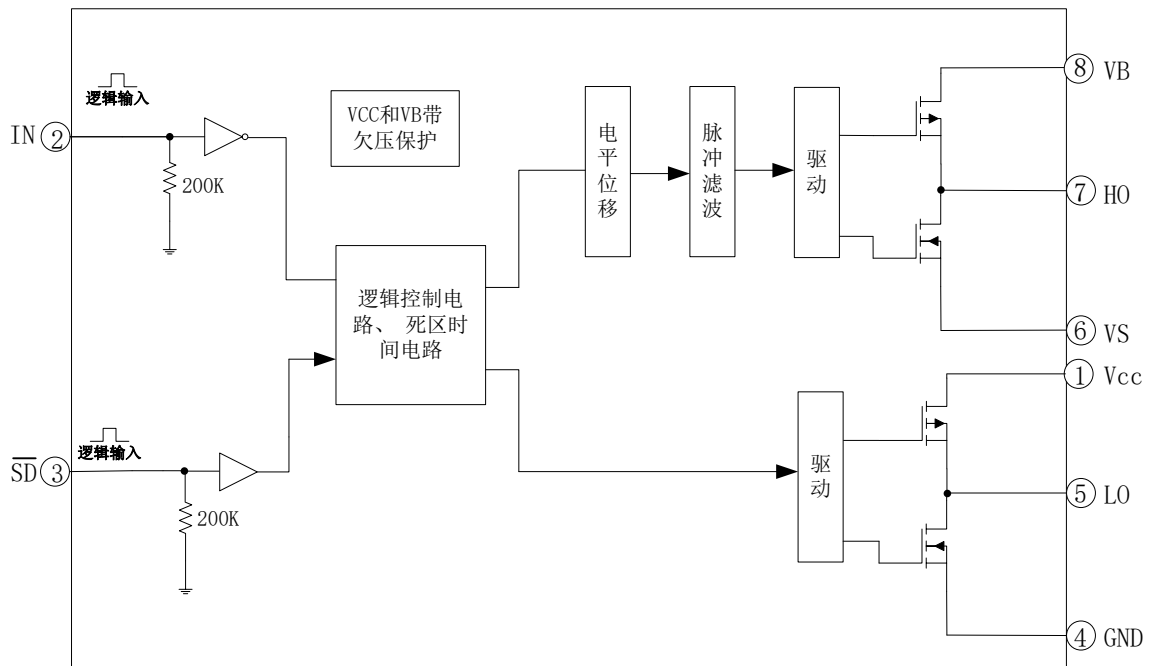 逻辑输入
IN ②
200K
VCC和VB带
欠压保护
电平位移
脉冲滤波
驱动
⑧ VB
⑦ HO
⑥ VS
逻辑控制电
路、 死区时
间电路
逻辑输入
SD ③
200K
驱动
① Vcc
⑤ LO
④ GND